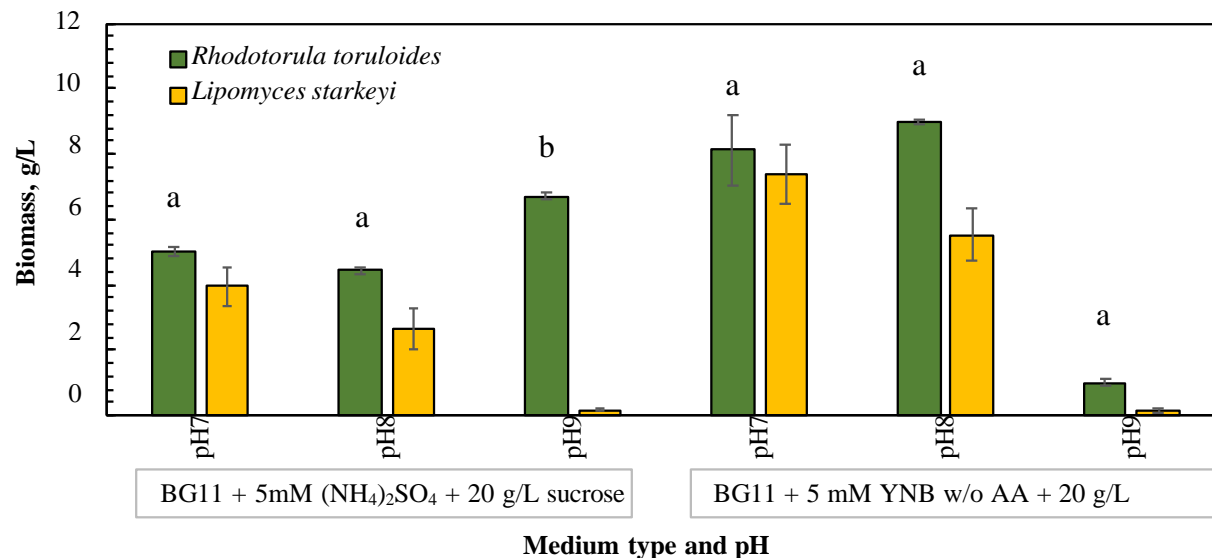 12
10
8
6
4
2
0
Biomass, g/L
Rhodotorula toruloides
Lipomyces starkeyi
a
a
b
a
a
a
pH7
pH8
pH9
pH7
pH8
pH9
BG11 + 5mM (NH₄)₂SO₄ + 20 g/L sucrose
BG11 + 5 mM YNB w/o AA + 20 g/L
Medium type and pH